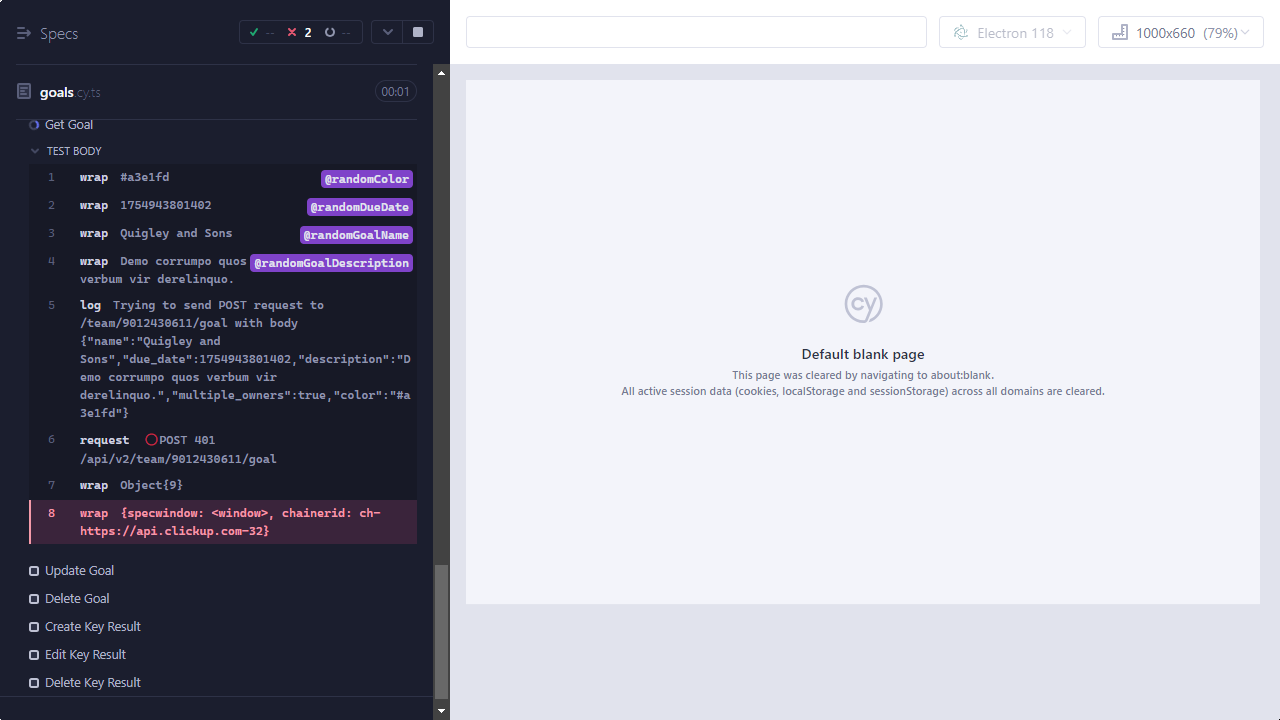 Specs
-- 2 --
Electron 118
1000x660 (79%)
goals.cy.ts
00:01
Get Goal
TEST BODY
1 wrap #a3e1fd @randomColor
2 wrap 1754943801402 @randomDueDate
3 wrap Quigley and Sons @randomGoalName
4 wrap Demo corrumpo quos @randomGoalDescription
verbum vir derelinquo.
5 log Trying to send POST request to
/team/9012430611/goal with body
{"name":"Quigley and
Sons","due_date":1754943801402,"description":"D
emo corrumpo quos verbum vir
derelinquo.","multiple_owners":true,"color":"#a
3e1fd"}
6 request POST 401
/api/v2/team/9012430611/goal
7 wrap Object{9}
8 wrap {specwindow: <window>, chainerid: ch-
https://api.clickup.com-32}
Update Goal
Delete Goal
Create Key Result
Edit Key Result
Delete Key Result
cy
Default blank page
This page was cleared by navigating to about:blank.
All active session data (cookies, localStorage and sessionStorage) across all domains are cleared.